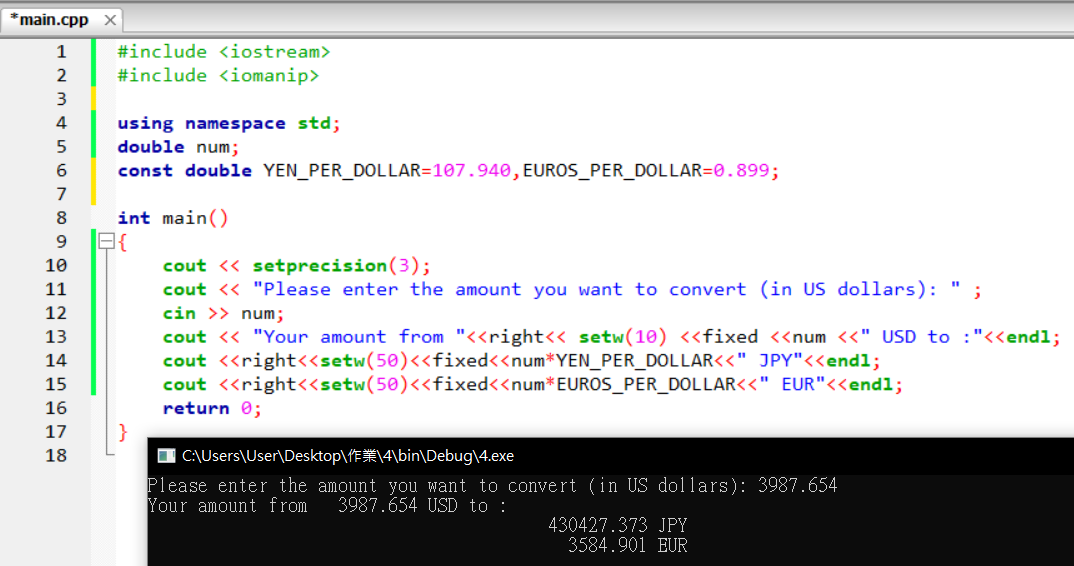 *main.cpp ×
1 #include <iostream>
2 #include <iomanip>
3
4 using namespace std;
5 double num;
6 const double YEN_PER_DOLLAR=107.940,EUROS_PER_DOLLAR=0.899;
7
8 int main()
9 {
10 cout << setprecision(3);
11 cout << "Please enter the amount you want to convert (in US dollars): " ;
12 cin >> num;
13 cout << "Your amount from "<<right<< setw(10) <<fixed <<num <<" USD to :"<<endl;
14 cout <<right<<setw(50)<<fixed<<num*YEN_PER_DOLLAR<<" JPY"<<endl;
15 cout <<right<<setw(50)<<fixed<<num*EUROS_PER_DOLLAR<<" EUR"<<endl;
16 return 0;
17 }
18
C:\Users\User\Desktop\作業\4\bin\Debug\4.exe
Please enter the amount you want to convert (in US dollars): 3987.654
Your amount from   3987.654 USD to :
430427.373 JPY
3584.901 EUR